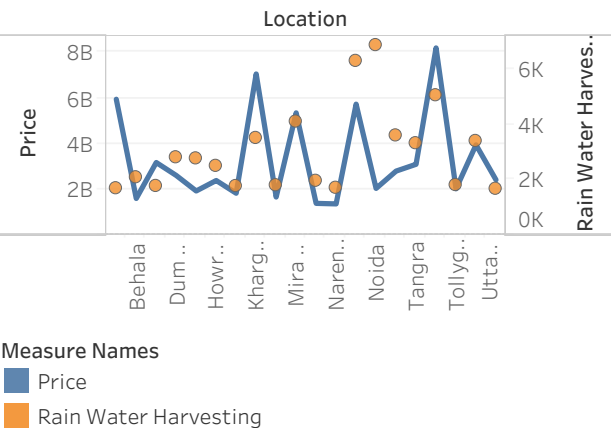 Location
Price
8B
6B
4B
2B
Rain Water Harves..
6K
4K
2K
0K
Behala
Dum ..
Howr..
Kharg..
Mira ..
Naren..
Noida
Tangra
Tollyg..
Utta..
Measure Names
Price
Rain Water Harvesting